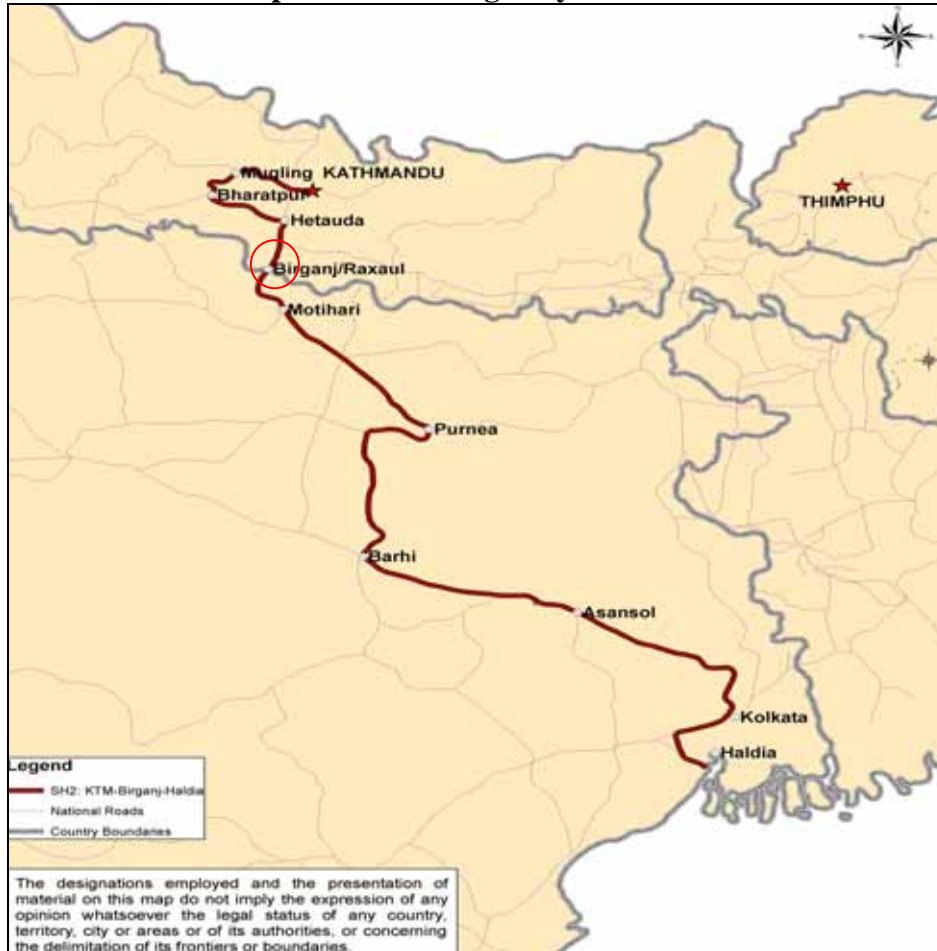 Mugling KATHMANDU
Bharatpur
THIMPHU
Hetauda
Birganj/Raxaul
Motihari
Purnea
Barhi
Asansol
Kolkata
Haldia
Legend
SH2: KTM-Birganj-Haldia
National Roads
Country Boundaries
The designations employed and the presentation of
material on this map do not imply the expression of any
opinion whatsoever the legal status of any country,
territory, city or areas or of its authorities, or concerning
the delimitation of its frontiers or boundaries.